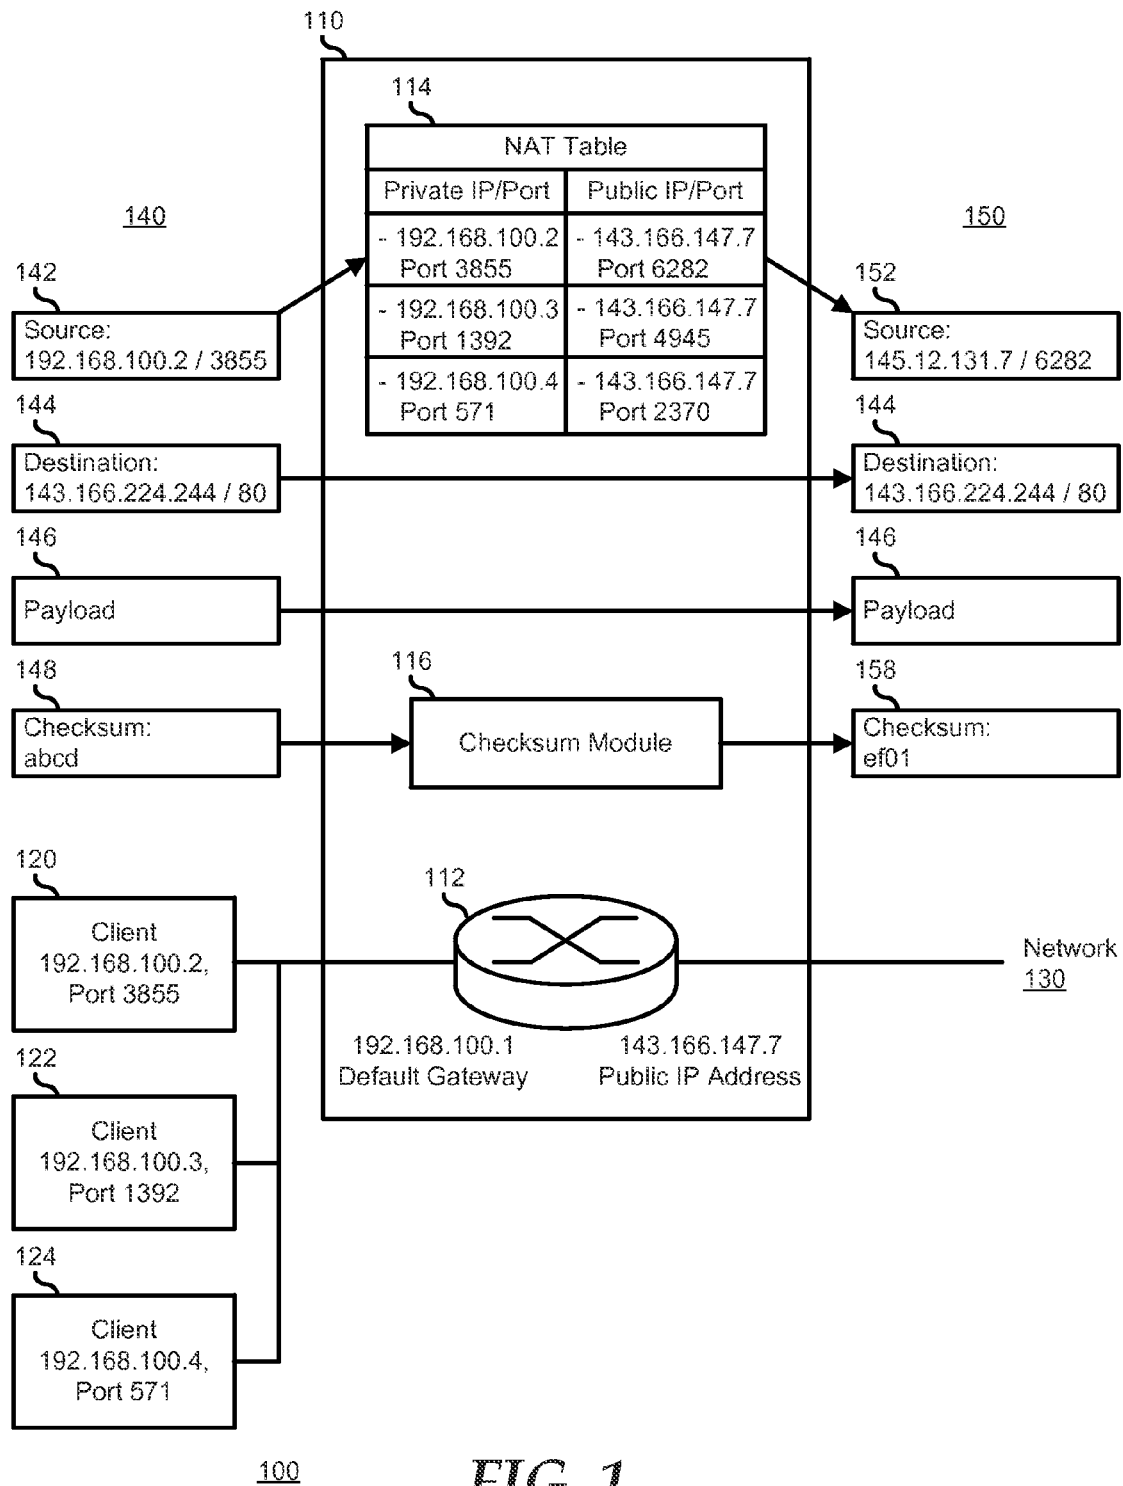 110
114
NAT Table
Private IP/Port Public IP/Port
- 192.168.100.2
Port 3855
- 143.166.147.7
Port 6282
- 192.168.100.3
Port 1392
- 143.166.147.7
Port 4945
- 192.168.100.4
Port 571
- 143.166.147.7
Port 2370
140
150
142
Source:
192.168.100.2 / 3855
152
Source:
145.12.131.7 / 6282
144
Destination:
143.166.224.244 / 80
144
Destination:
143.166.224.244 / 80
146
Payload
146
Payload
148
Checksum:
abcd
116
Checksum Module
158
Checksum:
ef01
120
Client
192.168.100.2,
Port 3855
112
192.168.100.1
Default Gateway
143.166.147.7
Public IP Address
Network
130
122
Client
192.168.100.3,
Port 1392
124
Client
192.168.100.4,
Port 571
100
FIG. 1